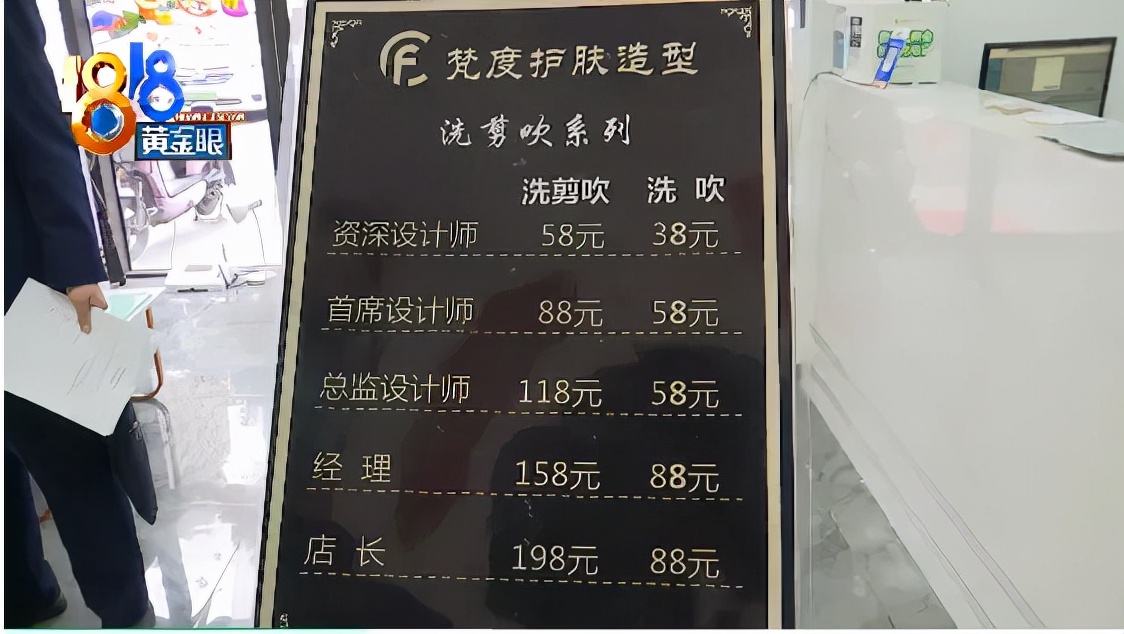 1818
黄金眼
梵度护肤造型
洗剪吹系列
洗剪吹 洗 吹
资深设计师 58元 38元
首席设计师 88元 58元
总监设计师 118元 58元
经 理 158元 88元
店 长 198元 88元